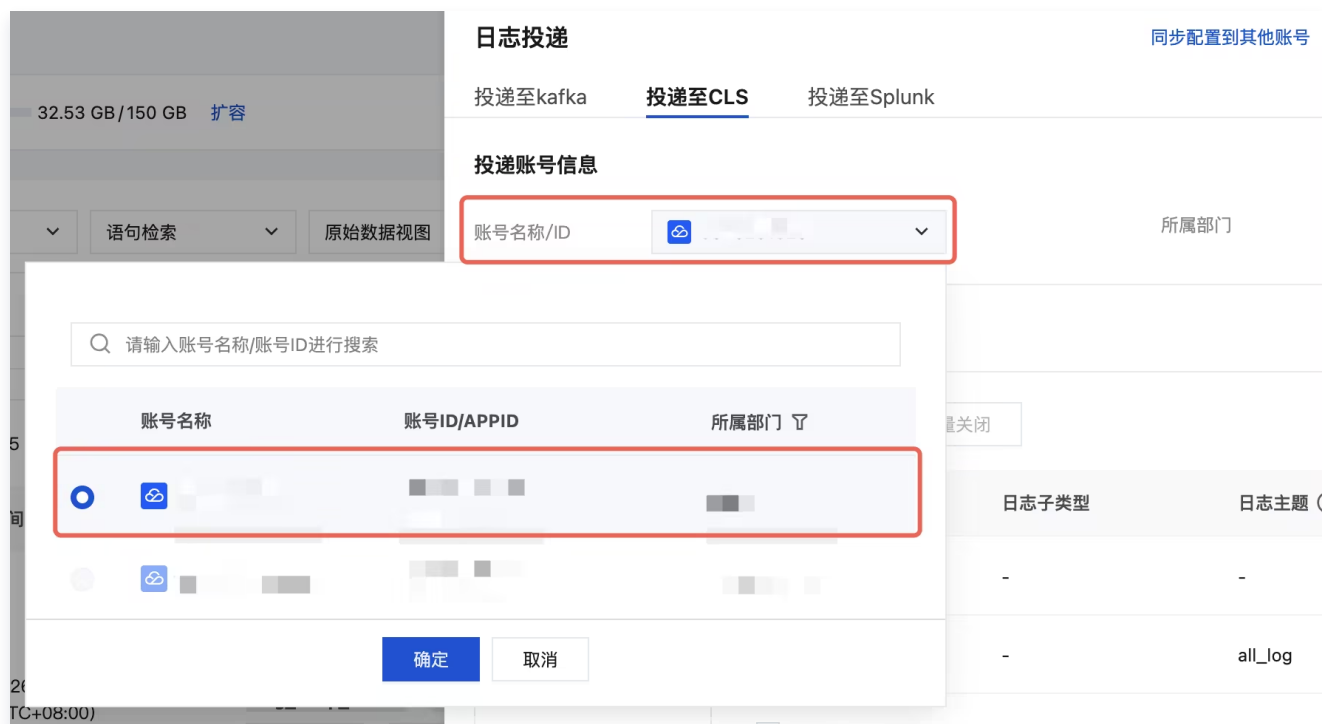 日志投递
同步配置到其他账号
投递至kafka
投递至CLS
投递至Splunk
32.53 GB/150 GB 扩容
投递账号信息
语句检索
原始数据视图
账号名称/ID
所属部门
请输入账号名称/账号ID进行搜索
账号名称
账号ID/APPID
所属部门
量关闭
5
日志子类型
日志主题
间
-
-
-
all_log
确定
取消
26
TC+08:00)